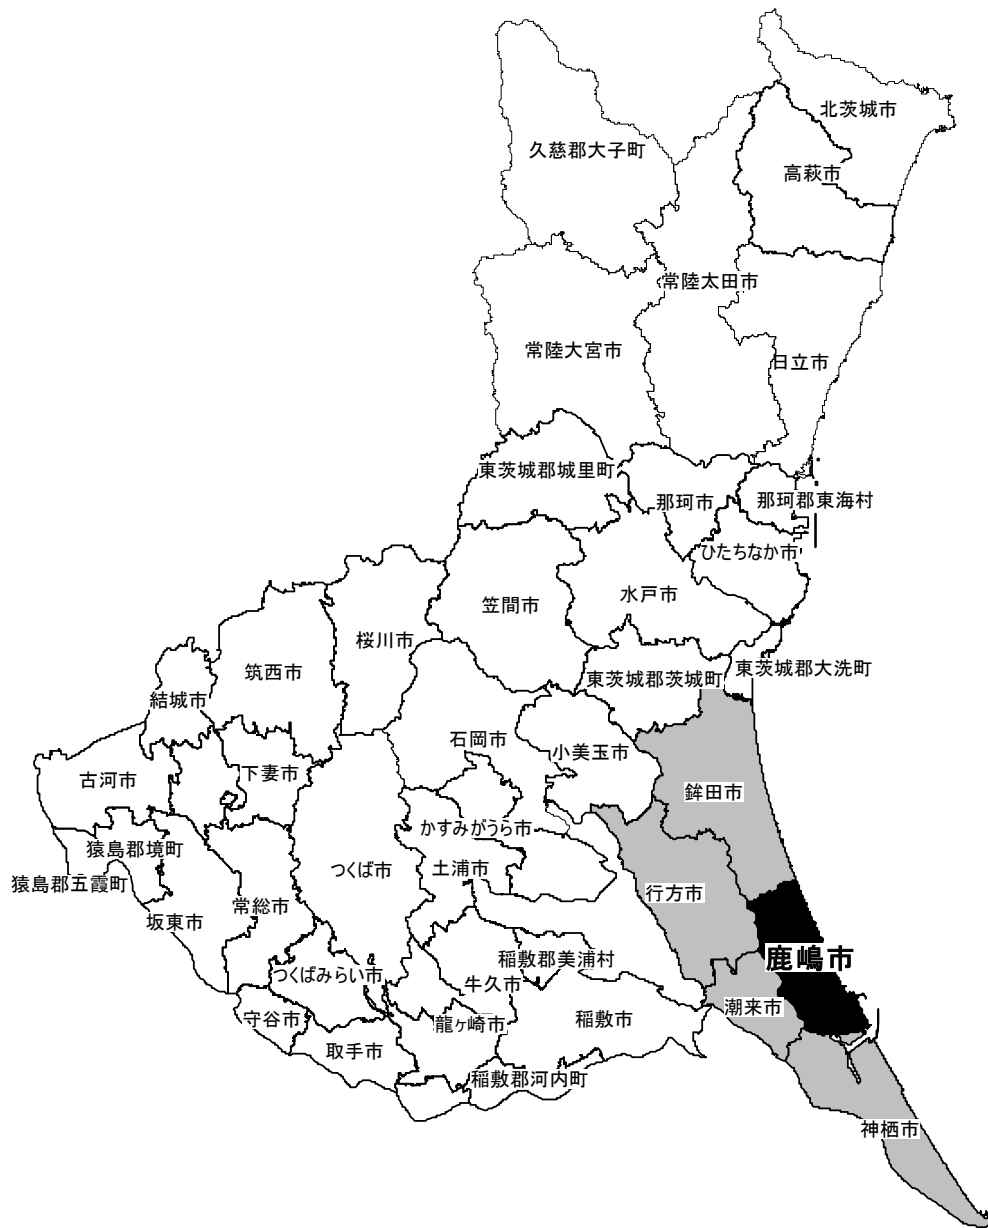 北茨城市
久慈郡大子町
高萩市
常陸太田市
常陸大宮市
日立市
東茨城郡城里町
那珂市
那珂郡東海村
ひたちなか市
水戸市
笠間市
桜川市
筑西市
東茨城郡大洗町
東茨城郡茨城町
結城市
石岡市
小美玉市
下妻市
古河市
鉾田市
かすみがうら市
猿島郡境町
土浦市
つくば市
猿島郡五霞町
行方市
常総市
坂東市
鹿嶋市
稲敷郡美浦村
つくばみらい市
牛久市
潮来市
守谷市
龍ヶ崎市
稲敷市
取手市
稲敷郡河内町
神栖市